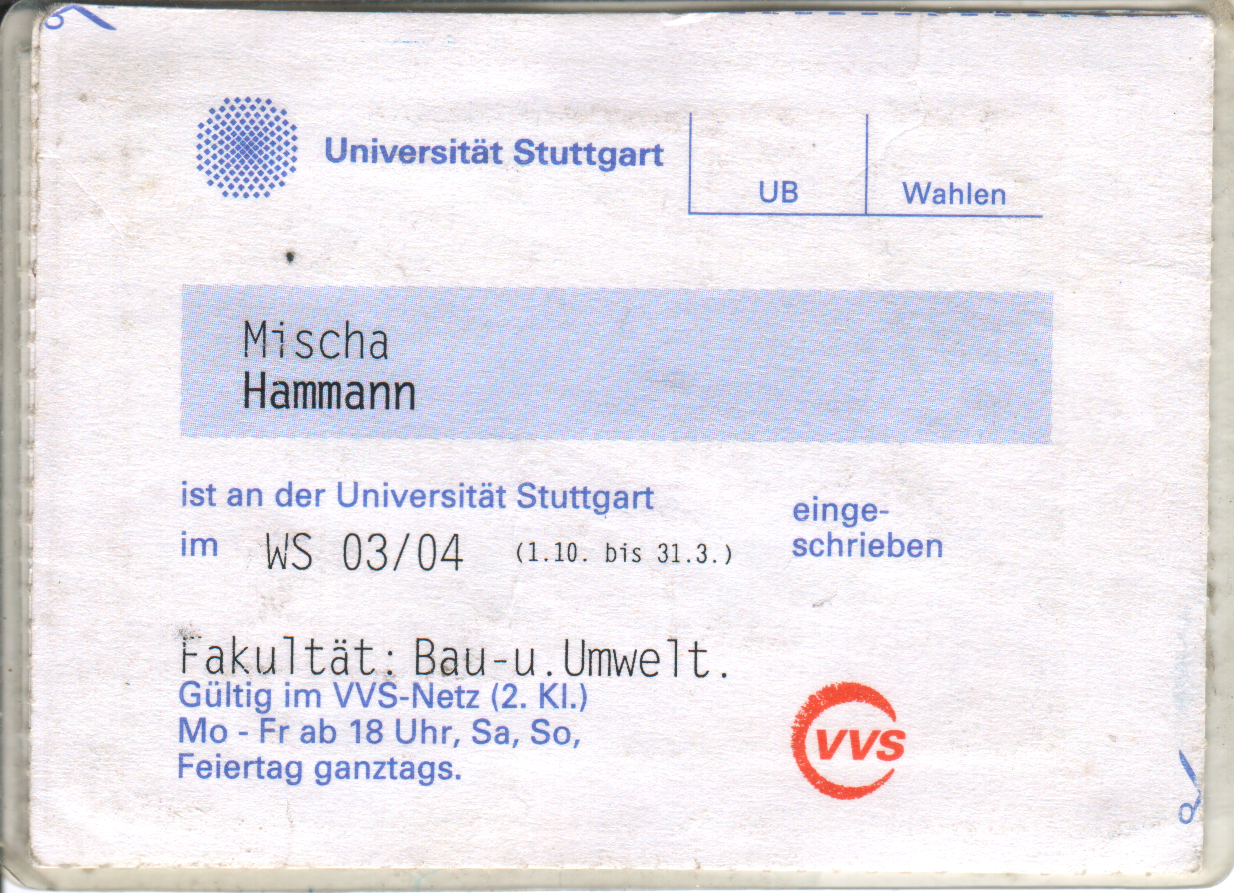 Universität Stuttgart
UB
Wahlen
Mischa
Hammann
ist an der Universität Stuttgart
im WS 03/04 (1.10. bis 31.3.)
einge-
schrieben
Fakultät: Bau-u.Umwelt.
Gültig im VVS-Netz (2. Kl.)
Mo - Fr ab 18 Uhr, Sa, So,
Feiertag ganztags.
VVS